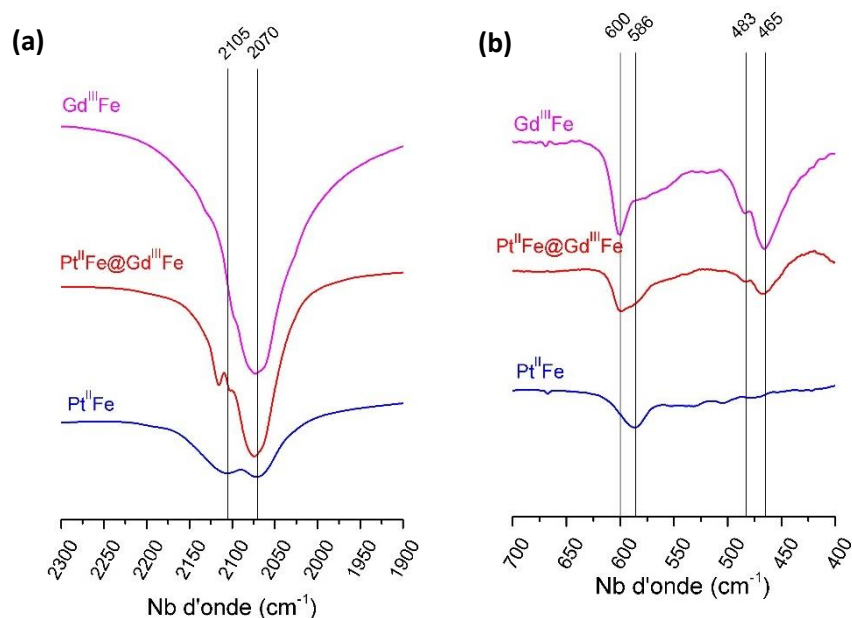 (a)
2105
2070
Gd^III Fe
Pt^II Fe@Gd^III Fe
Pt^II Fe
2300
2250
2200
2150
2100
2050
2000
1950
1900
Nb d'onde (cm^-1)
(b)
600
586
483
465
Gd^III Fe
Pt^II Fe@Gd^III Fe
Pt^II Fe
700
650
600
550
500
450
400
Nb d'onde (cm^-1)